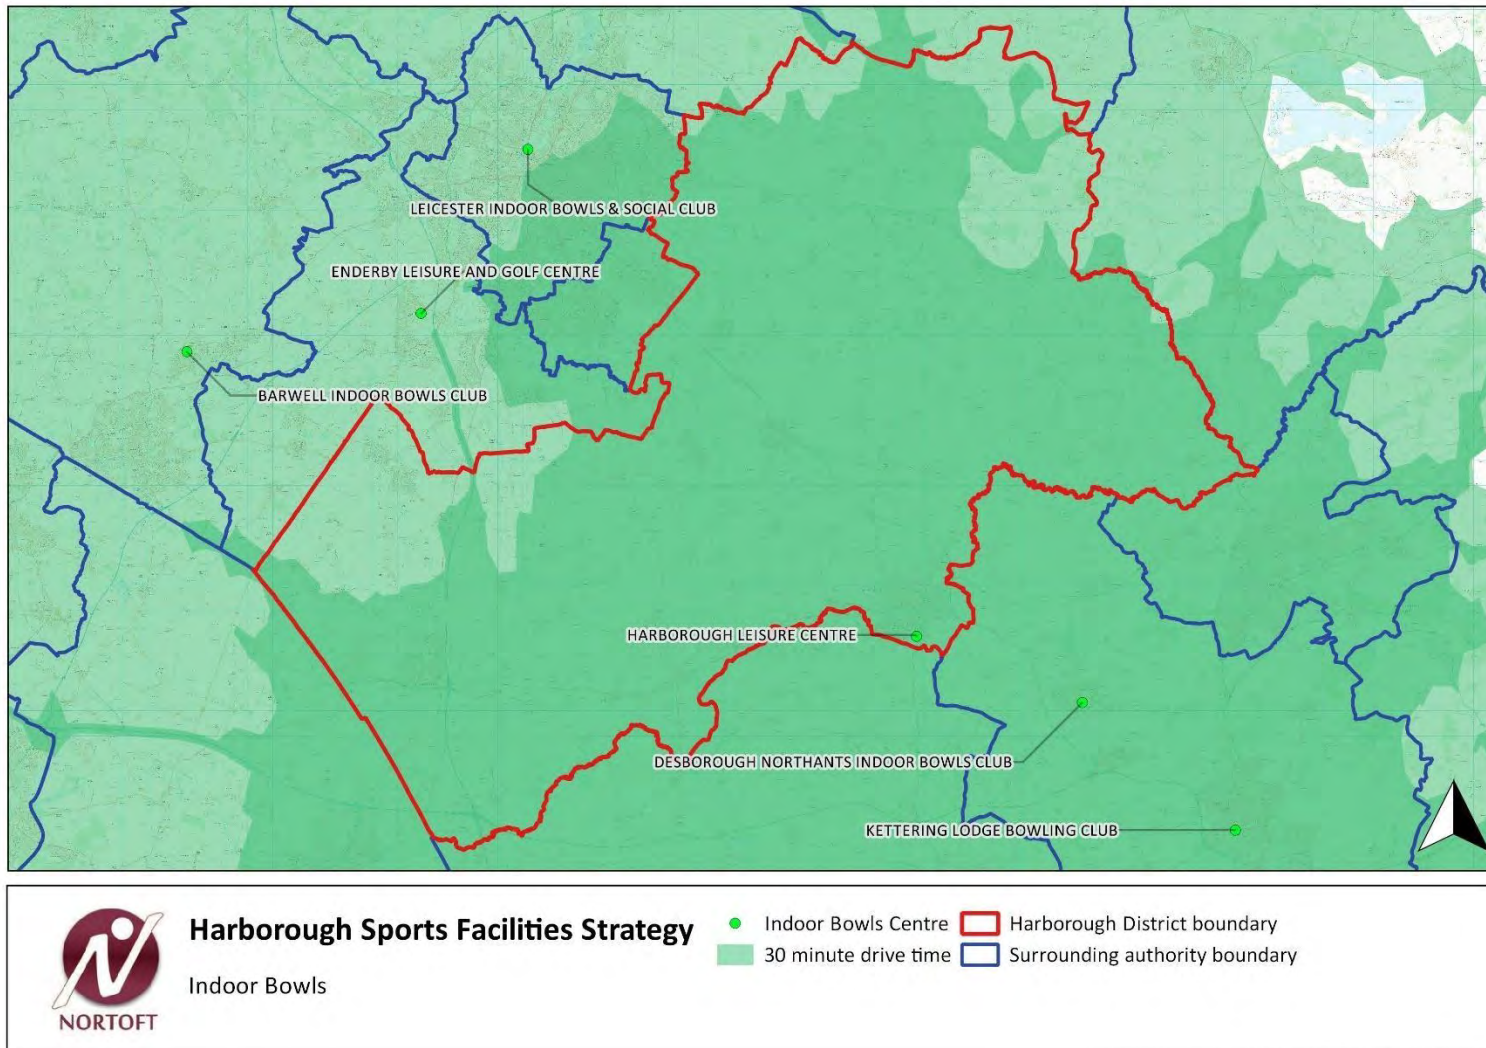 LEICESTER INDOOR BOWLS & SOCIAL CLUB
ENDERBY LEISURE AND GOLF CENTRE
BARWELL INDOOR BOWLS CLUB
HARBOROUGH LEISURE CENTRE
DESBOROUGH NORTHANTS INDOOR BOWLS CLUB
KETTERING LODGE BOWLING CLUB
NORTOFT
Harborough Sports Facilities Strategy
Indoor Bowls
Indoor Bowls Centre
Harborough District boundary
30 minute drive time
Surrounding authority boundary